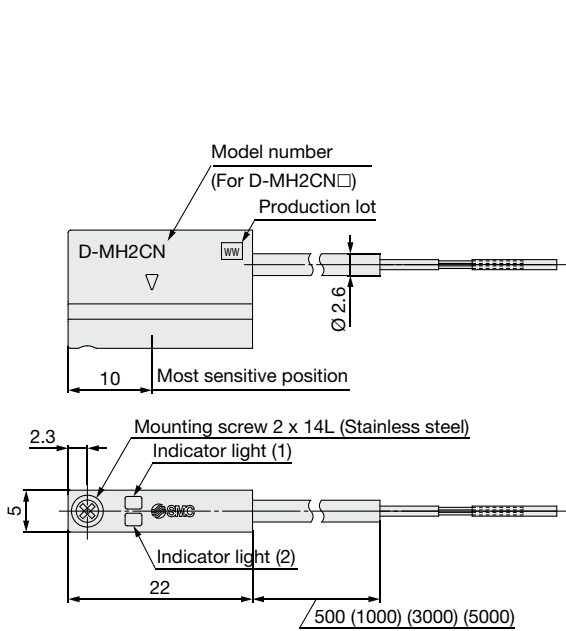 Model number
(For D-MH2CN□)
Production lot
D-MH2CN
WW
Ø 2.6
10
Most sensitive position
Mounting screw 2 x 14L (Stainless steel)
2.3
Indicator light (1)
5
SMC
Indicator light (2)
22
500 (1000) (3000) (5000)